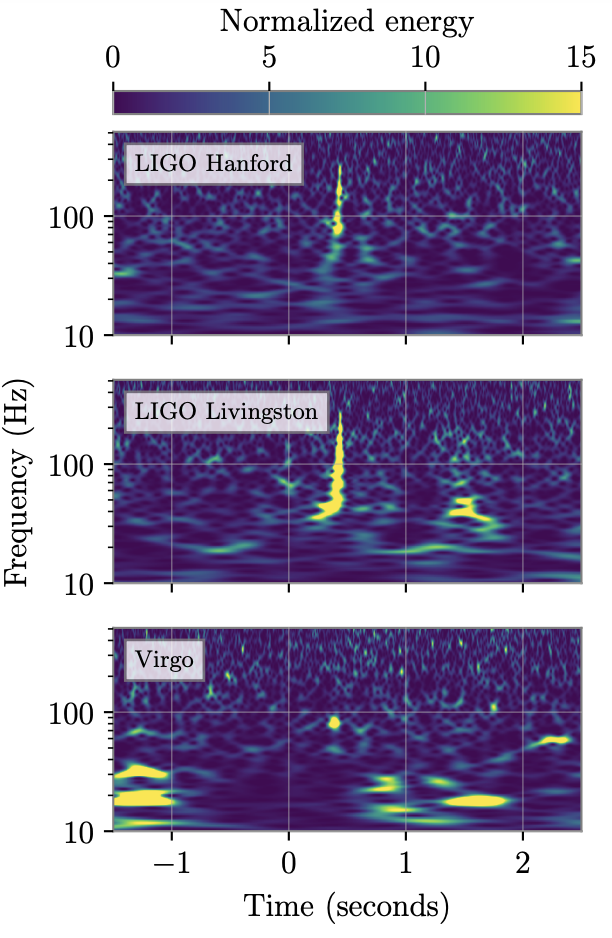 Normalized energy
0 5 10 15
LIGO Hanford
100
10
LIGO Livingston
100
10
Frequency (Hz)
Virgo
100
10
−1 0 1 2
Time (seconds)